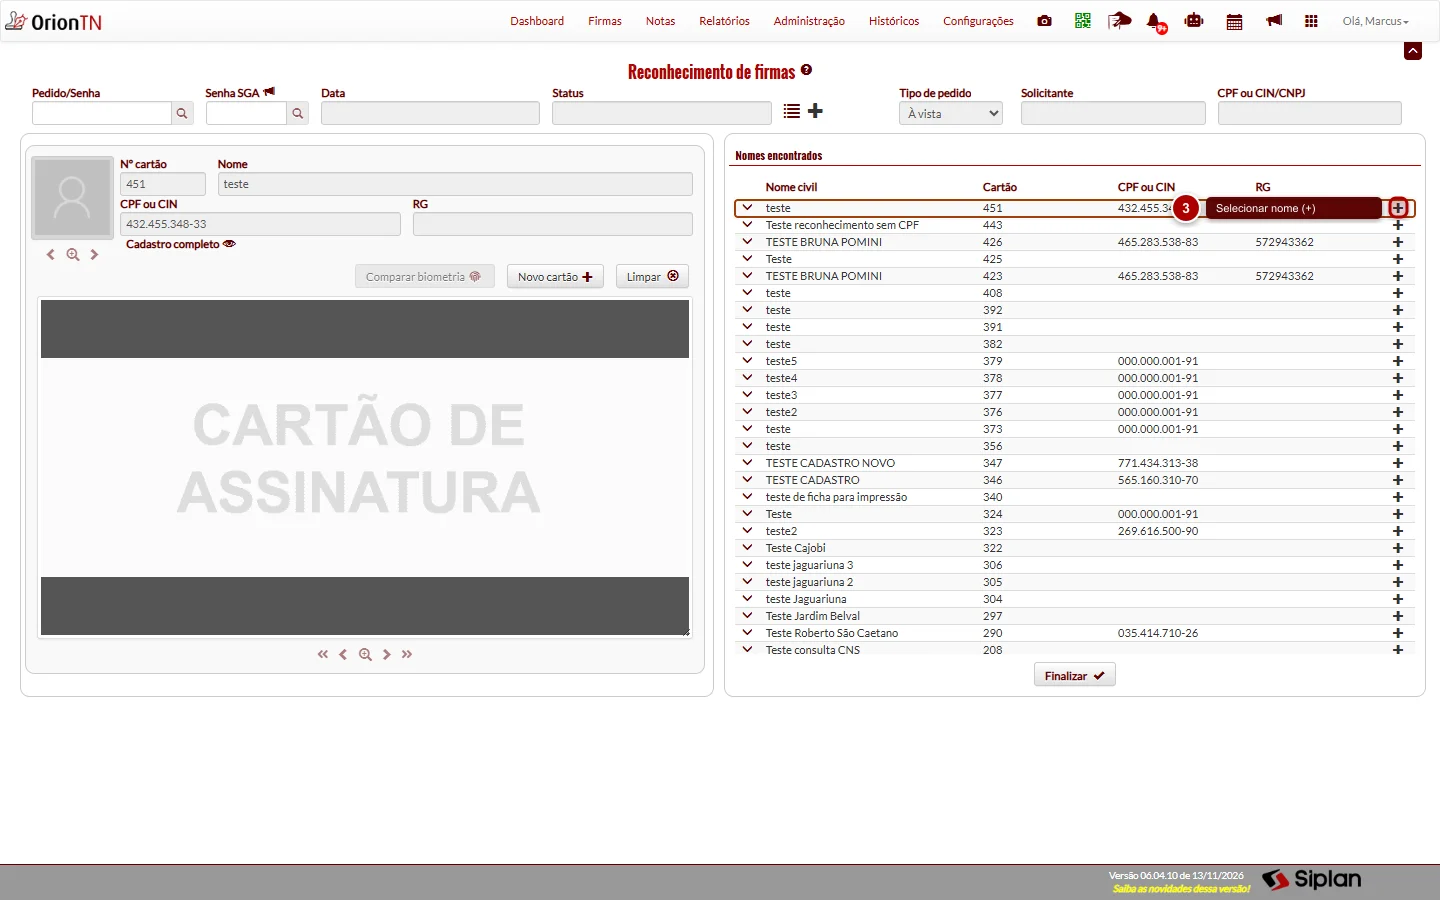 OrionTN
Dashboard Firmas Notas Relatórios Administração Históricos Configurações 9+ Olá, Marcus
Reconhecimento de firmas
Pedido/Senha Senha SGA Data Status Tipo de pedido Solicitante CPF ou CIN/CNPJ
À vista
Nº cartão Nome
451 teste
CPF ou CIN RG
432.455.348-33
Cadastro completo
Comparar biometria Novo cartão Limpar
CARTÃO DE
ASSINATURA
Nomes encontrados
Nome civil Cartão CPF ou CIN RG
teste 451 432.455.34 3 Selecionar nome (+)
Teste reconhecimento sem CPF 443
TESTE BRUNA POMINI 426 465.283.538-83 572943362
Teste 425
TESTE BRUNA POMINI 423 465.283.538-83 572943362
teste 408
teste 392
teste 391
teste 382
teste5 379 000.000.001-91
teste4 378 000.000.001-91
teste3 377 000.000.001-91
teste2 376 000.000.001-91
teste 373 000.000.001-91
teste 356
TESTE CADASTRO NOVO 347 771.434.313-38
TESTE CADASTRO 346 565.160.310-70
teste de ficha para impressão 340
Teste 324 000.000.001-91
teste2 323 269.616.500-90
Teste Cajobi 322
teste jaguariuna 3 306
teste jaguariuna 2 305
teste Jaguariuna 304
Teste Jardim Belval 297
Teste Roberto São Caetano 290 035.414.710-26
Teste consulta CNS 208
Finalizar
Versão 06.04.10 de 13/11/2026
Saiba as novidades dessa versão!
Siplan